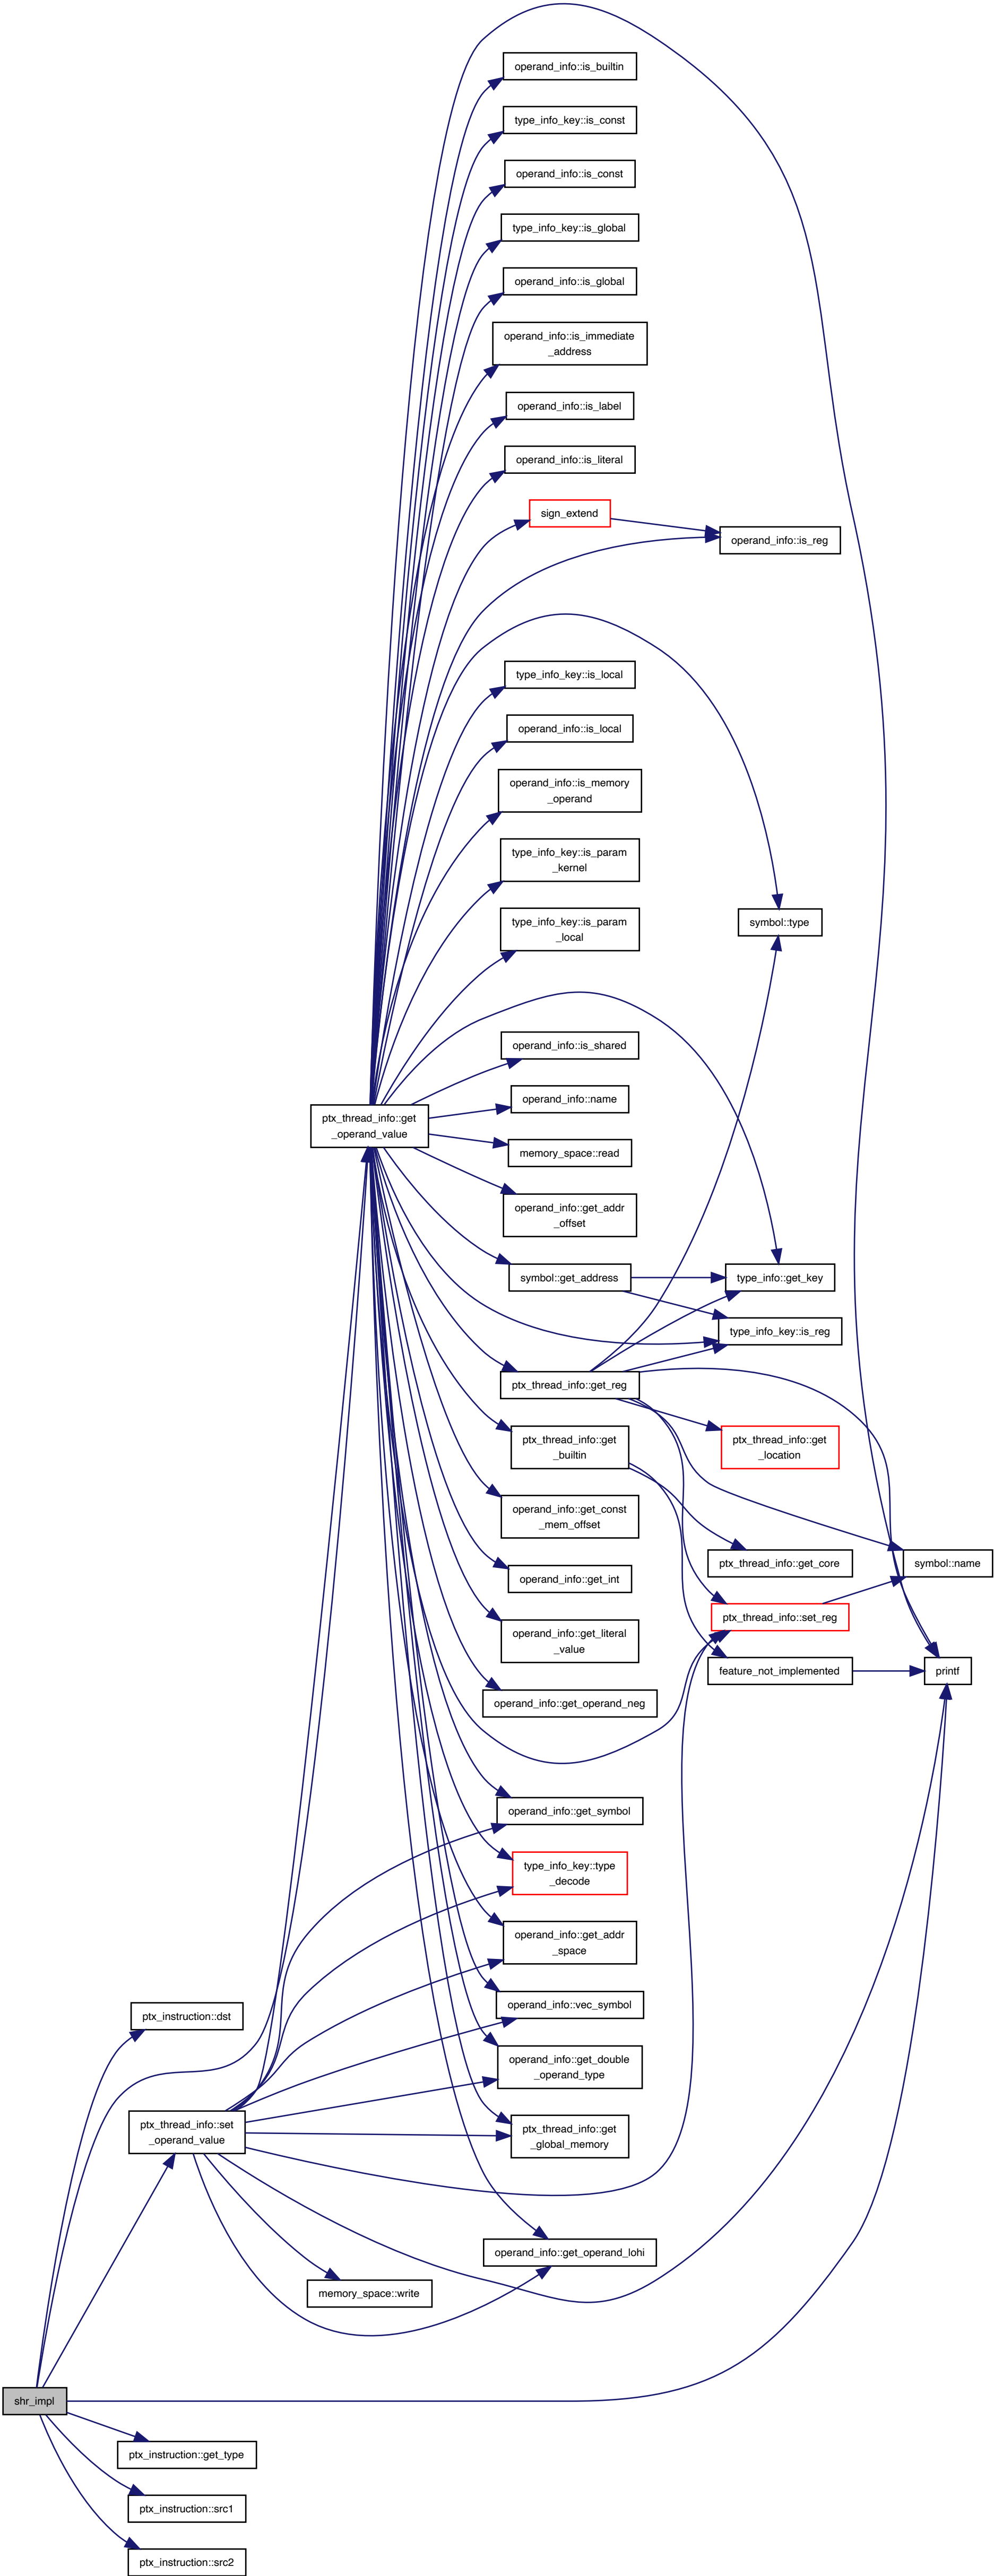 operand_info::is_builtin
type_info_key::is_const
operand_info::is_const
type_info_key::is_global
operand_info::is_global
operand_info::is_immediate
_address
operand_info::is_label
operand_info::is_literal
sign_extend
operand_info::is_reg
type_info_key::is_local
operand_info::is_local
operand_info::is_memory
_operand
type_info_key::is_param
_kernel
type_info_key::is_param
_local
symbol::type
operand_info::is_shared
operand_info::name
ptx_thread_info::get
_operand_value
memory_space::read
operand_info::get_addr
_offset
symbol::get_address
type_info::get_key
type_info_key::is_reg
ptx_thread_info::get_reg
ptx_thread_info::get
_builtin
ptx_thread_info::get
_location
operand_info::get_const
_mem_offset
ptx_thread_info::get_core
symbol::name
operand_info::get_int
ptx_thread_info::set_reg
operand_info::get_literal
_value
feature_not_implemented
printf
operand_info::get_operand_neg
operand_info::get_symbol
type_info_key::type
_decode
operand_info::get_addr
_space
operand_info::vec_symbol
ptx_instruction::dst
operand_info::get_double
_operand_type
ptx_thread_info::set
_operand_value
ptx_thread_info::get
_global_memory
operand_info::get_operand_lohi
memory_space::write
shr_impl
ptx_instruction::get_type
ptx_instruction::src1
ptx_instruction::src2